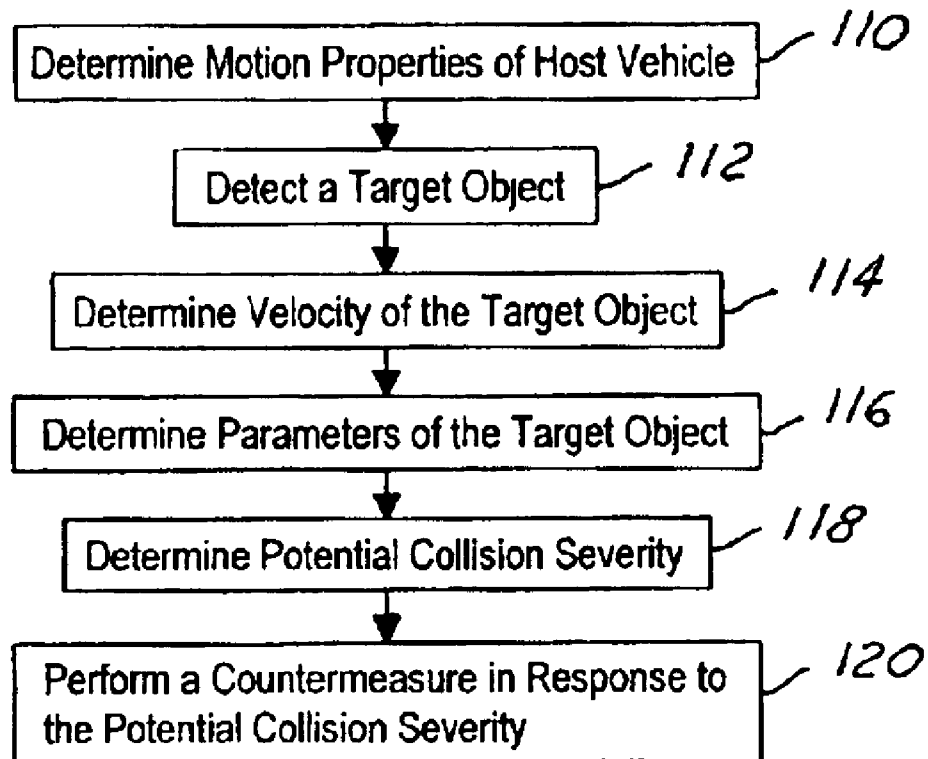 Determine Motion Properties of Host Vehicle
110
Detect a Target Object
112
Determine Velocity of the Target Object
114
Determine Parameters of the Target Object
116
Determine Potential Collision Severity
118
Perform a Countermeasure in Response to
the Potential Collision Severity
120